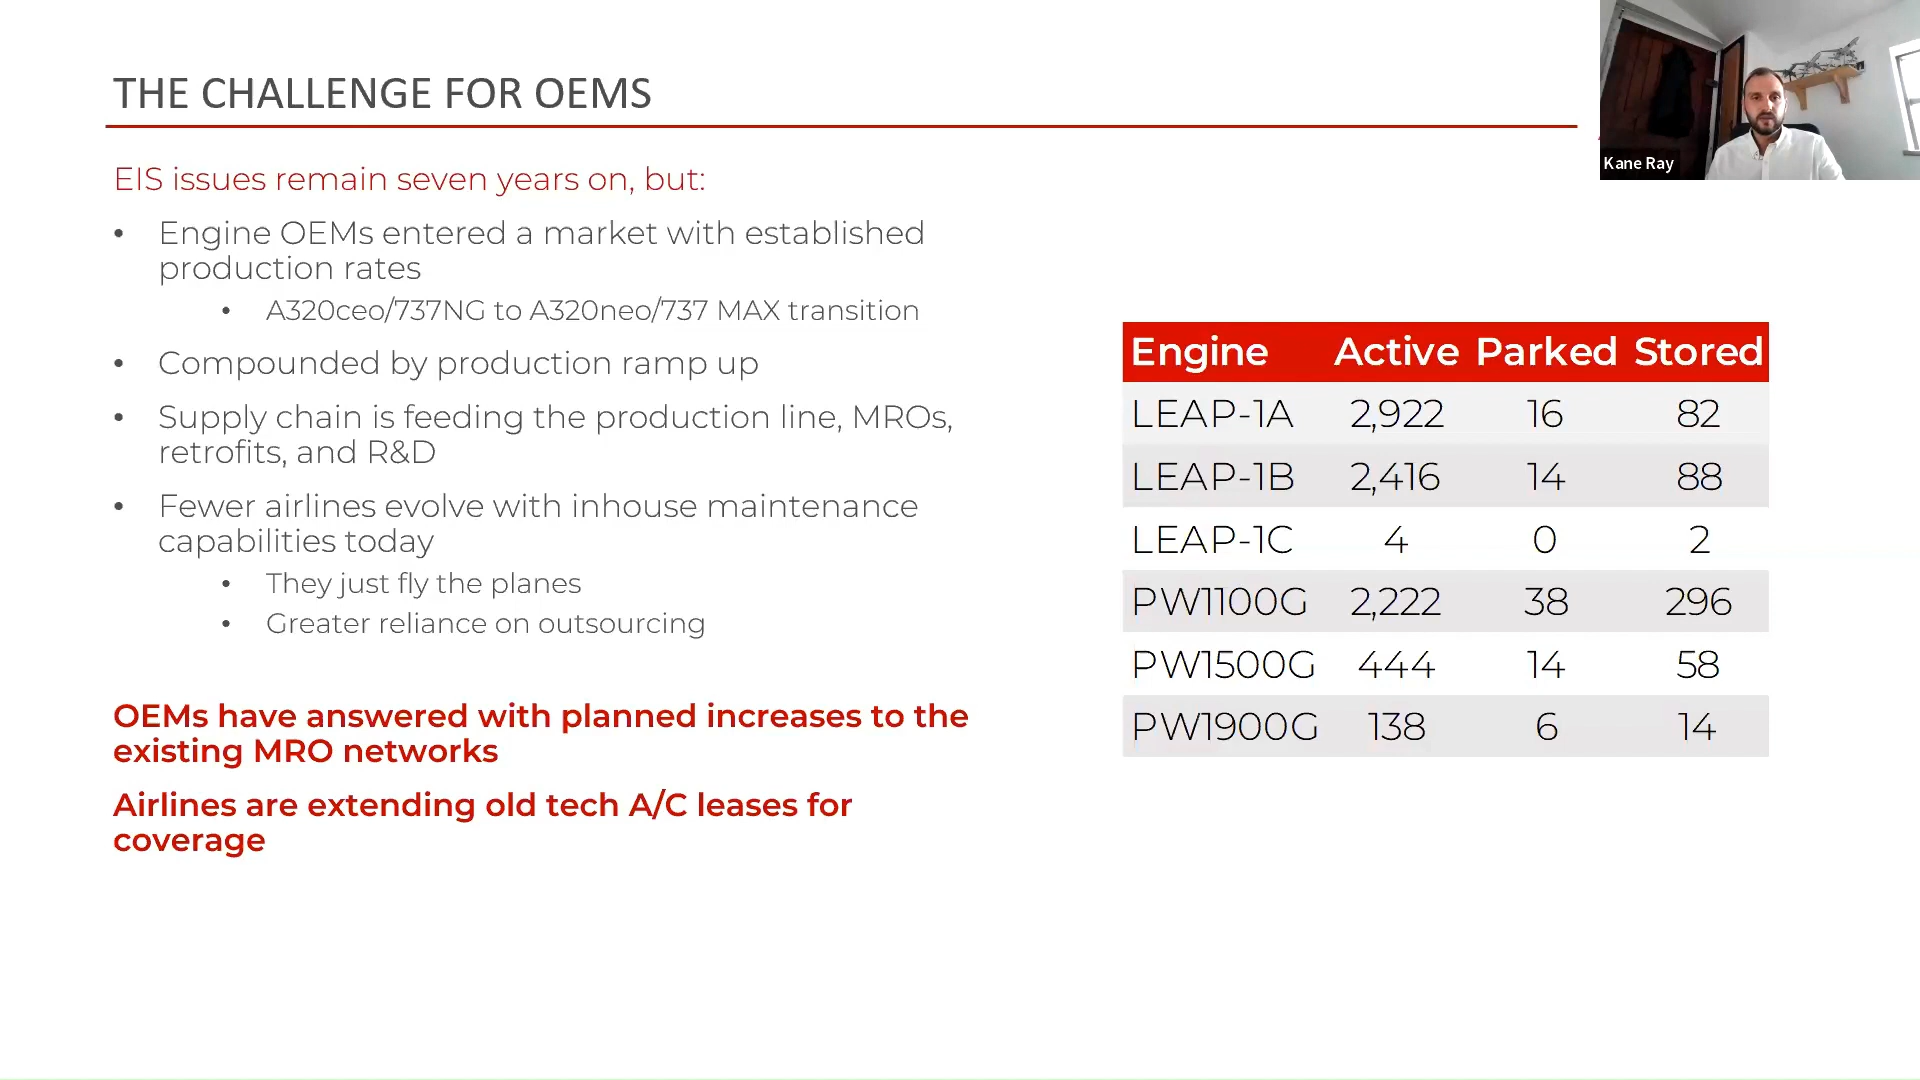 THE CHALLENGE FOR OEMS
Kane Ray
EIS issues remain seven years on, but:
• Engine OEMs entered a market with established
production rates
• A320ceo/737NG to A320neo/737 MAX transition
• Compounded by production ramp up
• Supply chain is feeding the production line, MROs,
retrofits, and R&D
• Fewer airlines evolve with inhouse maintenance
capabilities today
• They just fly the planes
• Greater reliance on outsourcing
OEMs have answered with planned increases to the
existing MRO networks
Airlines are extending old tech A/C leases for
coverage
Engine Active Parked Stored
LEAP-1A 2,922 16 82
LEAP-1B 2,416 14 88
LEAP-1C 4 0 2
PW1100G 2,222 38 296
PW1500G 444 14 58
PW1900G 138 6 14